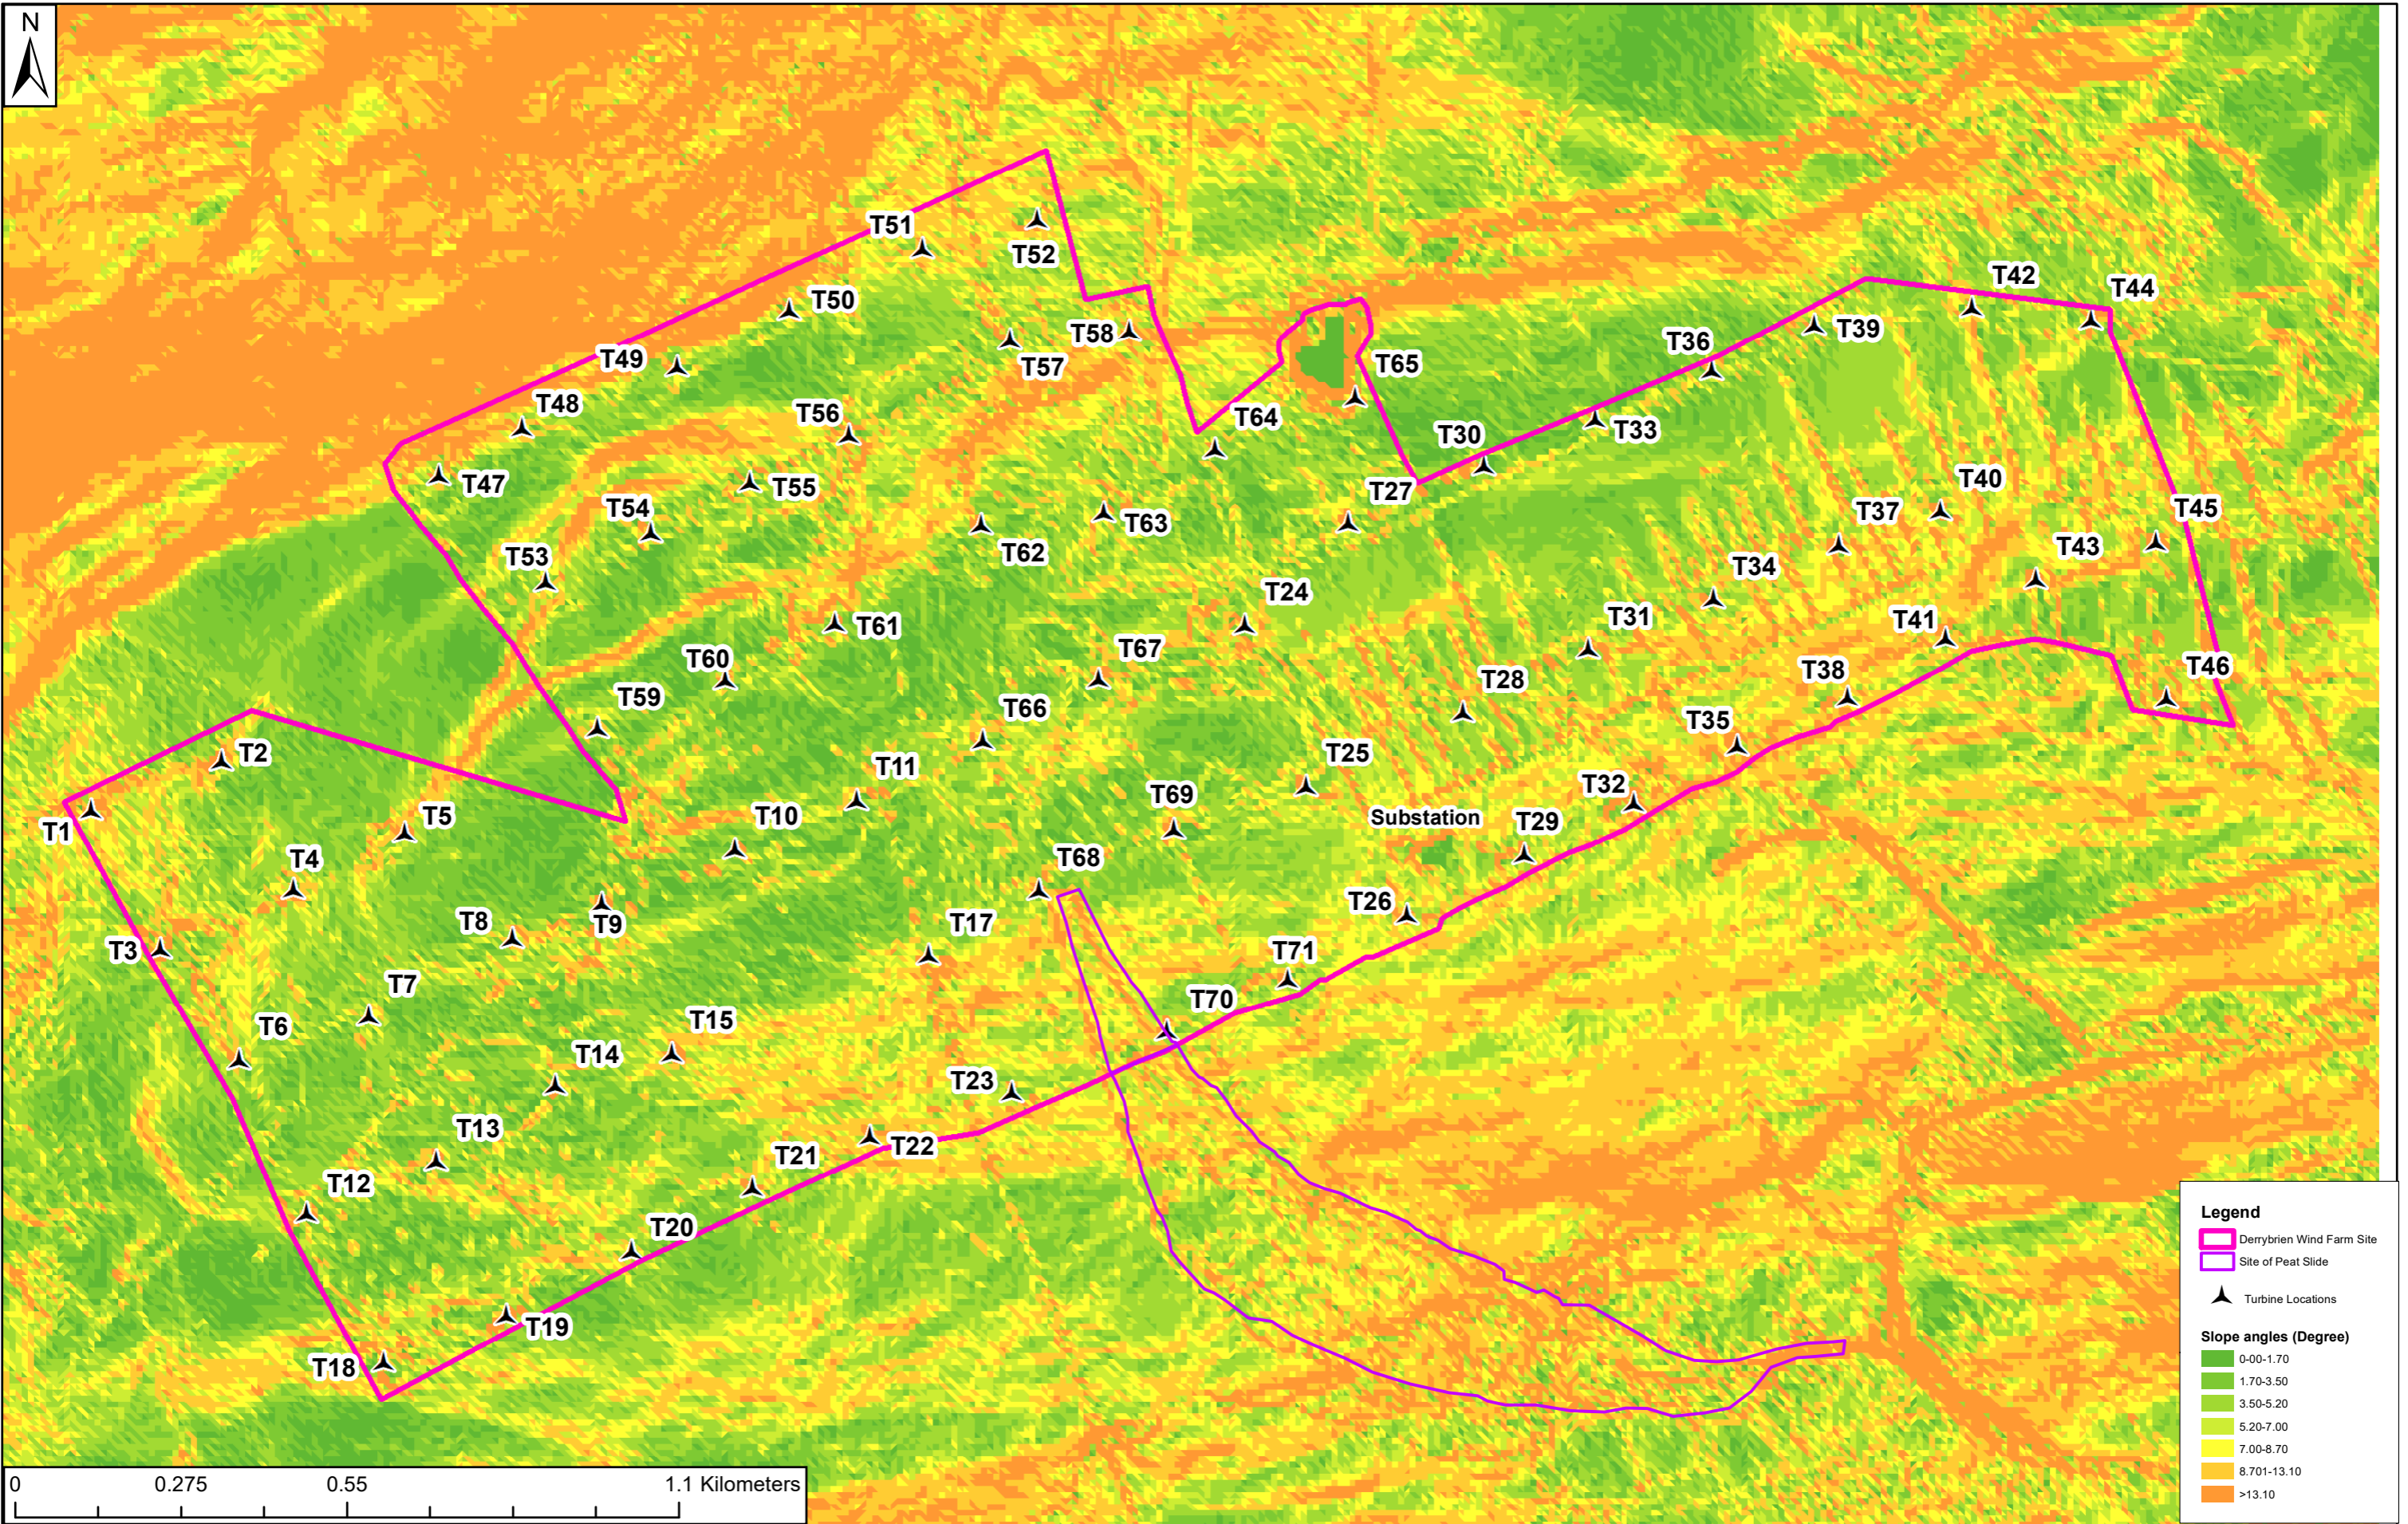 N
T51
T52
T42
T44
T50
T58
T39
T36
T57
T65
T49
T48
T56
T64
T33
T30
T40
T47
T55
T27
T54
T63
T37
T45
T62
T53
T43
T34
T24
T31
T61
T41
T67
T60
T46
T38
T28
T66
T59
T35
T2
T25
T11
T32
T69
T5
T10
Substation
T29
T1
T4
T68
T26
T8
T9
T17
T3
T71
T7
T70
T15
T6
T14
T23
T13
T22
T21
T12
T20
T19
T18
Legend
Derrybrien Wind Farm Site
Site of Peat Slide
Turbine Locations
Slope angles (Degree)
0-00-1.70
1.70-3.50
3.50-5.20
5.20-7.00
7.00-8.70
8.701-13.10
>13.10
0 0.275 0.55 1.1 Kilometers